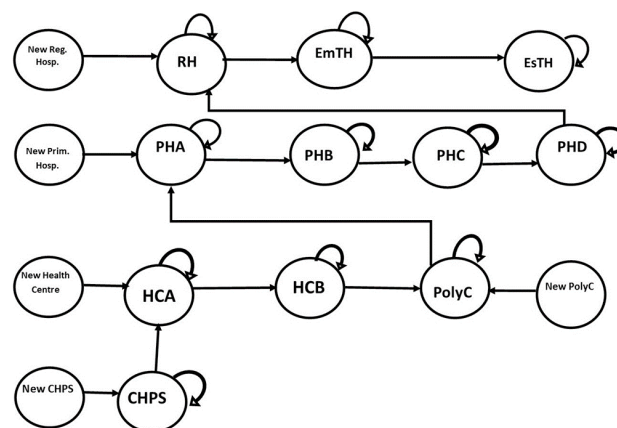 New Reg.
Hosp.
RH
EmTH
EsTH
New Prim.
Hosp.
PHA
PHB
PHC
PHD
New Health
Centre
HCA
HCB
PolyC
New PolyC
New CHPS
CHPS